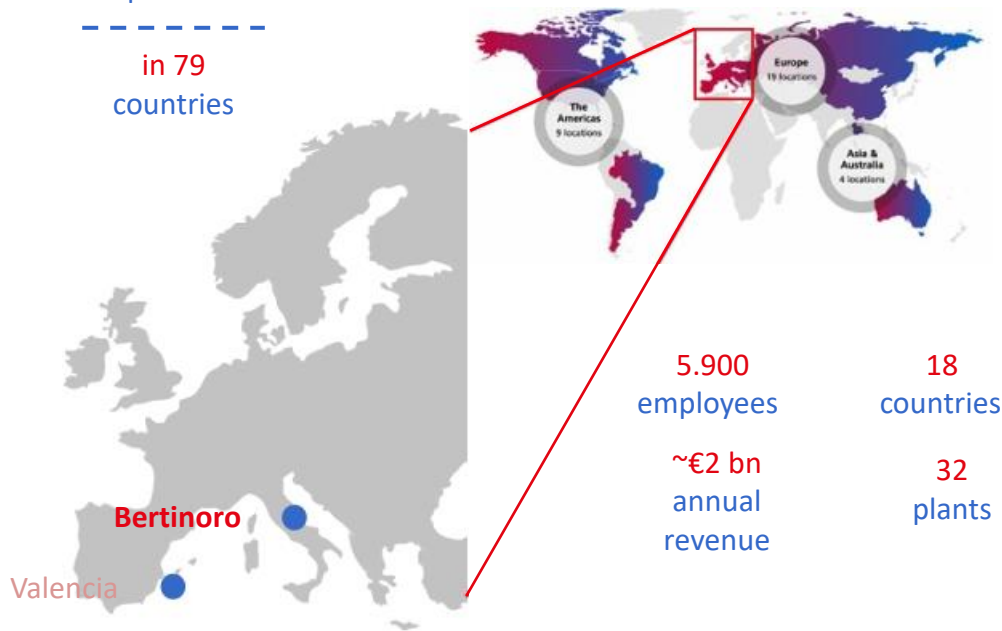 in 79
countries
Europe
19 locations
The
Americas
9 locations
Asia &
Australia
4 locations
5.900
employees
18
countries
~€2 bn
annual
revenue
32
plants
Bertinoro
Valencia